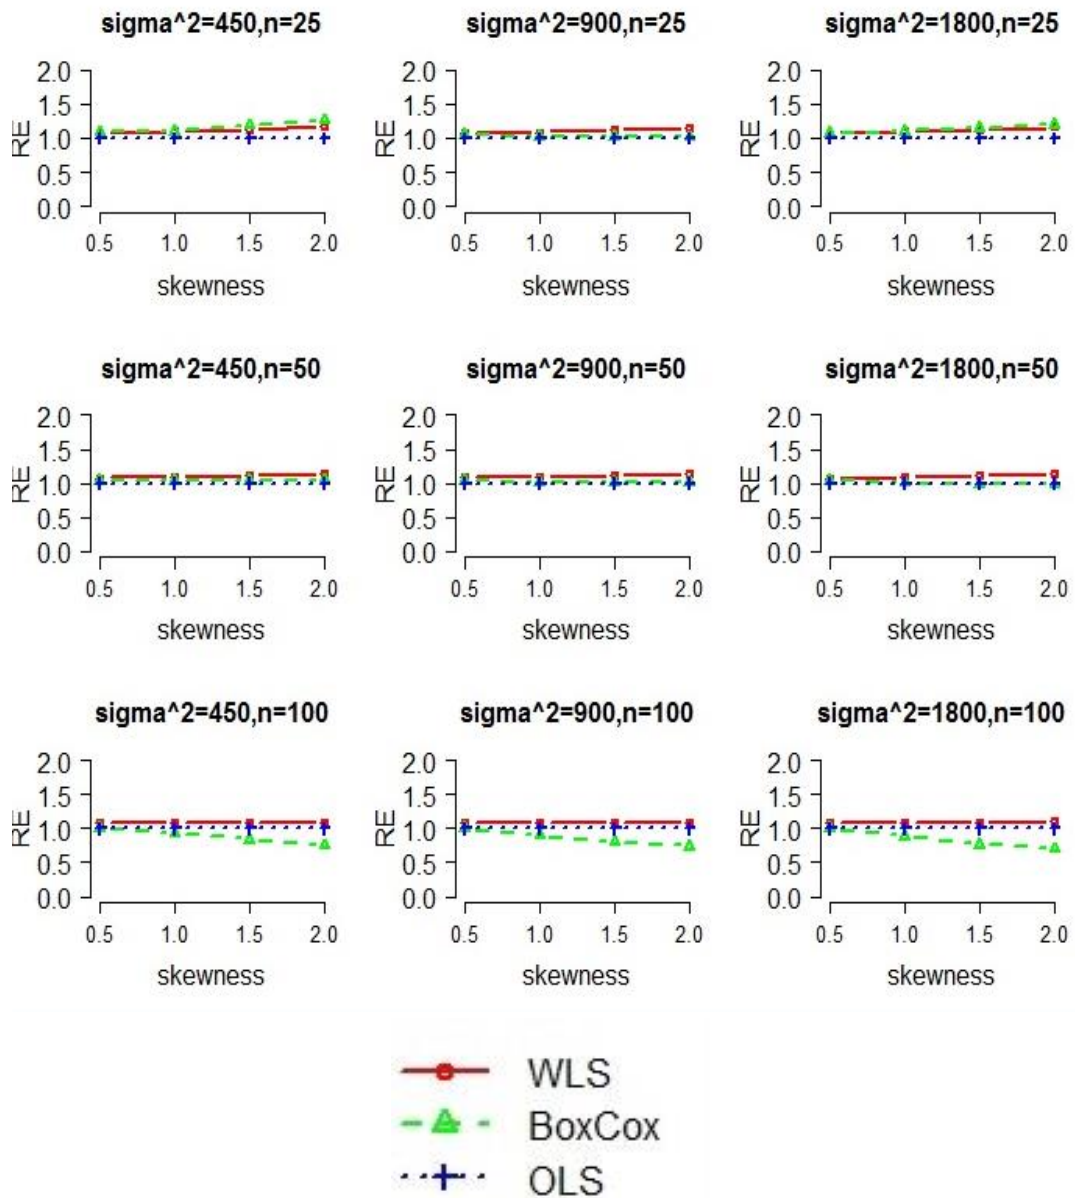 sigma^2=450,n=25
2.0
1.5
1.0
0.5
0.0
RE
0.5 1.0 1.5 2.0
skewness
sigma^2=900,n=25
2.0
1.5
1.0
0.5
0.0
RE
0.5 1.0 1.5 2.0
skewness
sigma^2=1800,n=25
2.0
1.5
1.0
0.5
0.0
RE
0.5 1.0 1.5 2.0
skewness
sigma^2=450,n=50
2.0
1.5
1.0
0.5
0.0
RE
0.5 1.0 1.5 2.0
skewness
sigma^2=900,n=50
2.0
1.5
1.0
0.5
0.0
RE
0.5 1.0 1.5 2.0
skewness
sigma^2=1800,n=50
2.0
1.5
1.0
0.5
0.0
RE
0.5 1.0 1.5 2.0
skewness
sigma^2=450,n=100
2.0
1.5
1.0
0.5
0.0
RE
0.5 1.0 1.5 2.0
skewness
sigma^2=900,n=100
2.0
1.5
1.0
0.5
0.0
RE
0.5 1.0 1.5 2.0
skewness
sigma^2=1800,n=100
2.0
1.5
1.0
0.5
0.0
RE
0.5 1.0 1.5 2.0
skewness
WLS
BoxCox
OLS